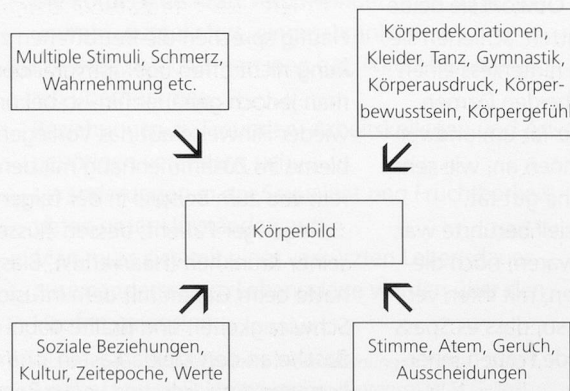 Multiple Stimuli, Schmerz,
Wahrnehmung etc.
Körperdekorationen,
Kleider, Tanz, Gymnastik,
Körperausdruck, Körper-
bewusstsein, Körpergefühl
Körperbild
Soziale Beziehungen,
Kultur, Zeitepoche, Werte
Stimme, Atem, Geruch,
Ausscheidungen